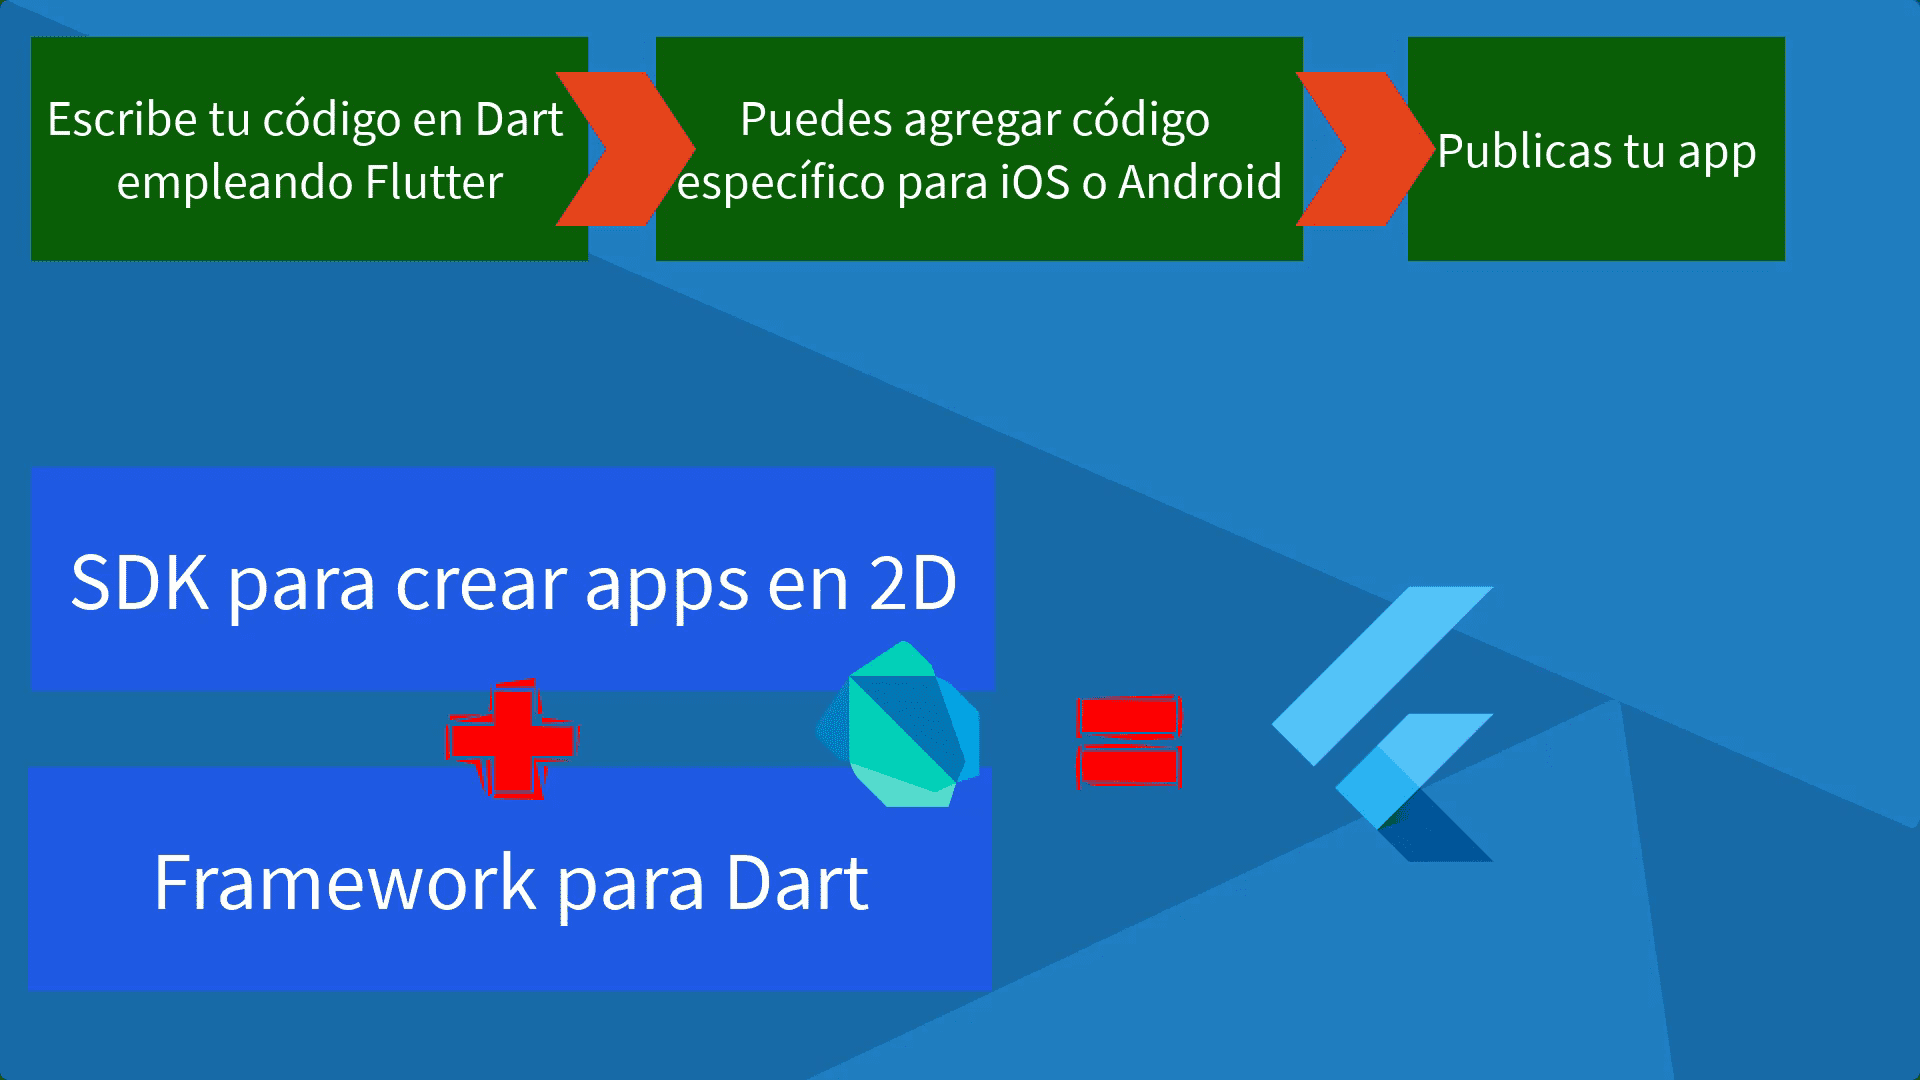 Escribe tu código en Dart
empleando Flutter
Puedes agregar código
específico para iOS o Android
Publicas tu app
SDK para crear apps en 2D
Framework para Dart